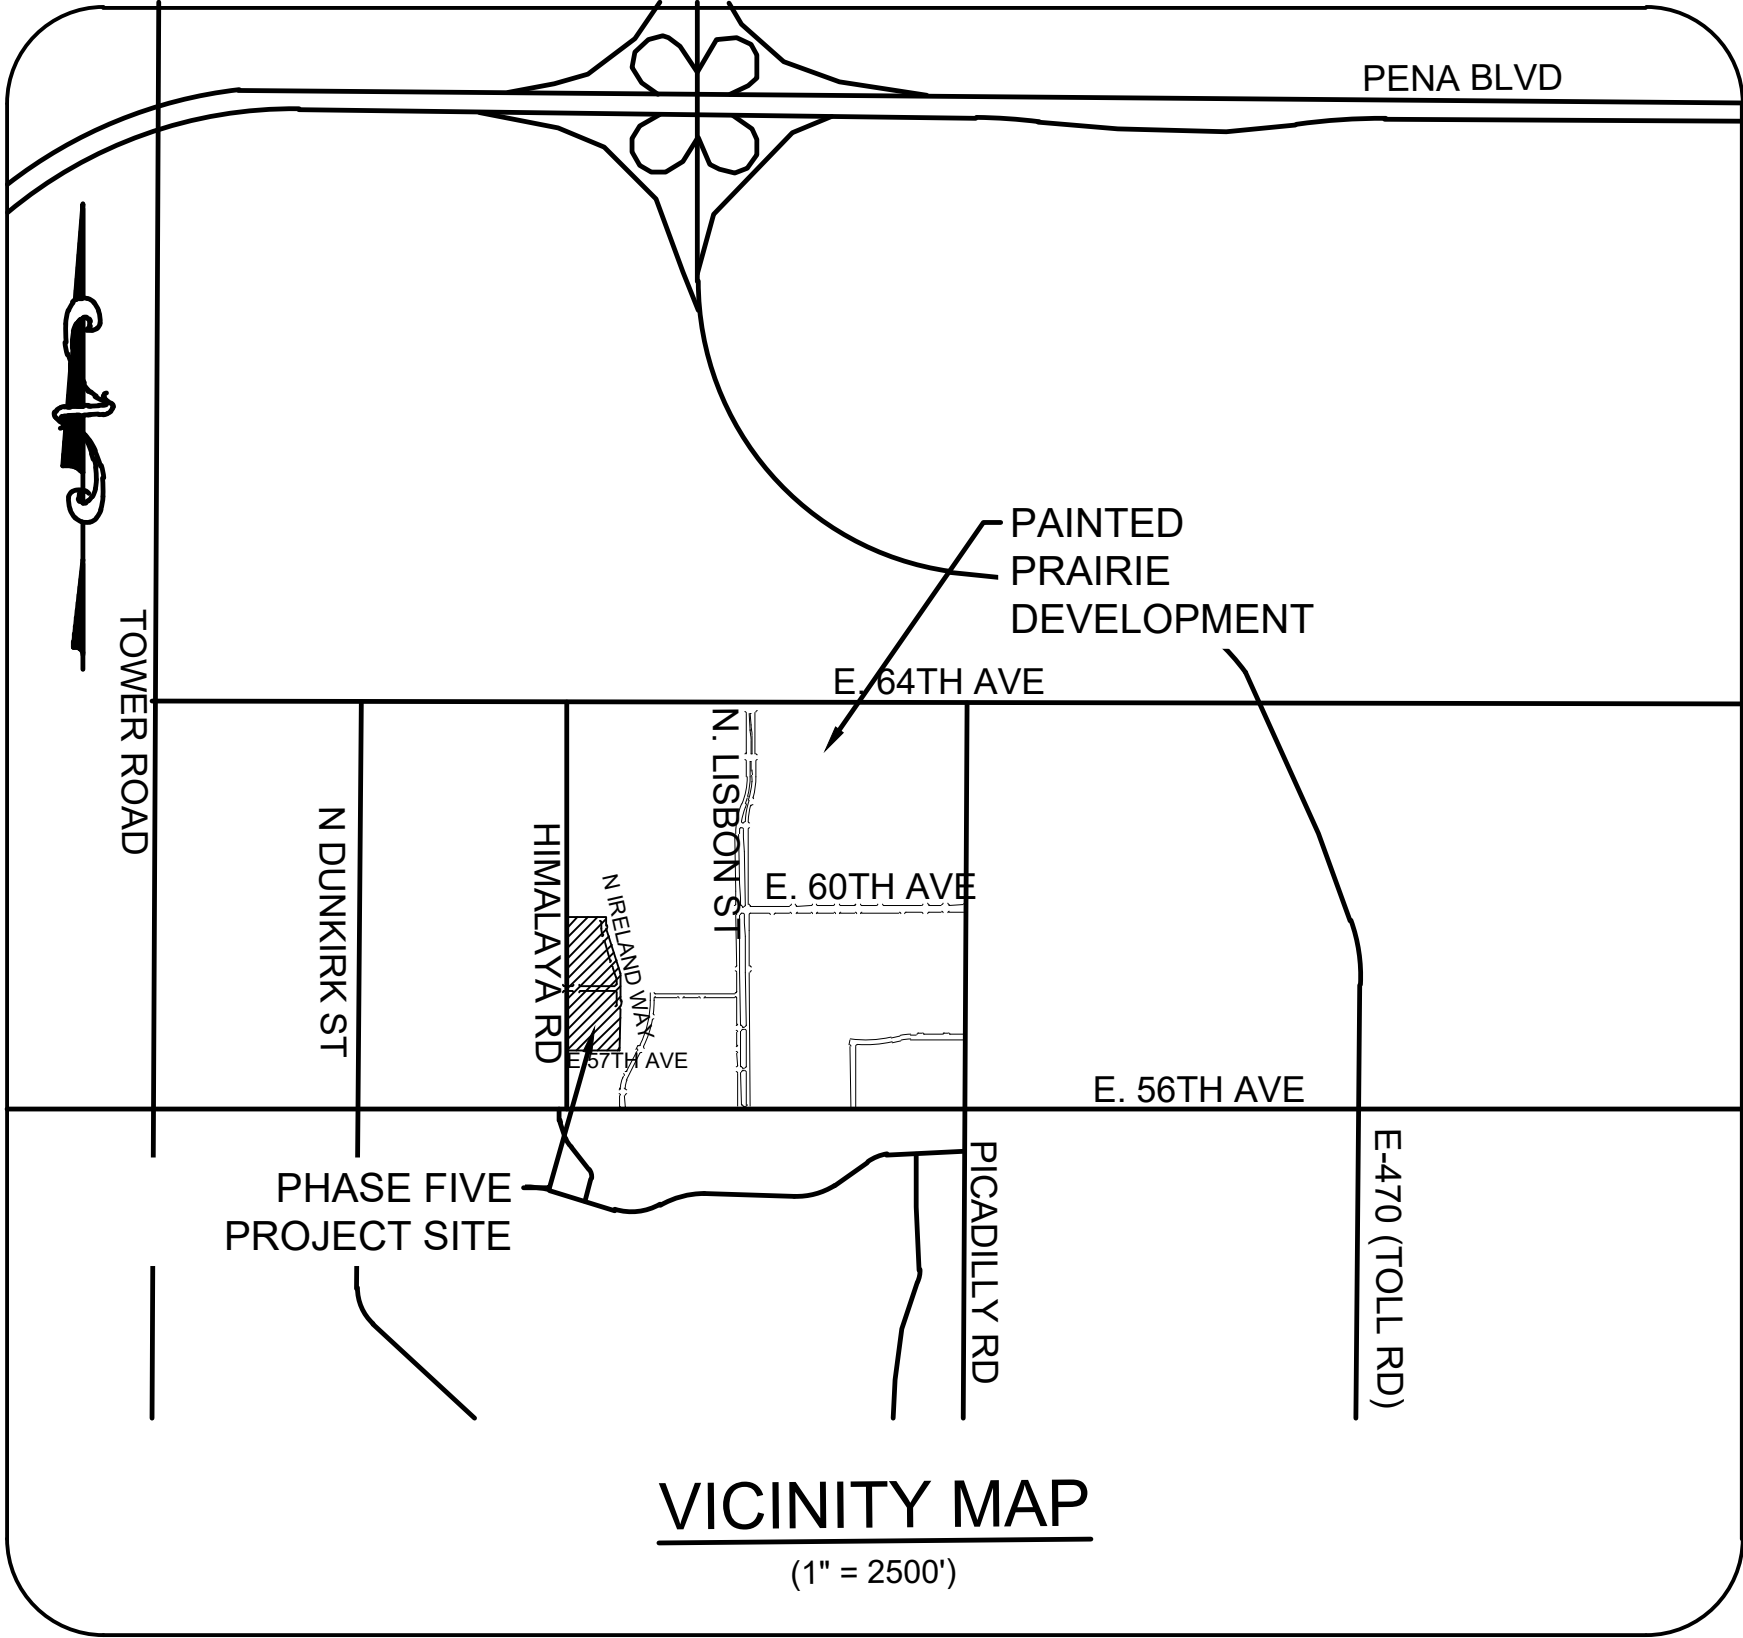 PENA BLVD
PAINTED
PRAIRIE
DEVELOPMENT
TOWER ROAD
E. 64TH AVE
N. LISBON ST
N DUNKIRK ST
HIMALAYA RD
N IRELAND WAY
E. 60TH AVE
E 57TH AVE
E. 56TH AVE
PHASE FIVE
PROJECT SITE
PICADILLY RD
E-470 (TOLL RD)
VICINITY MAP
(1" = 2500')